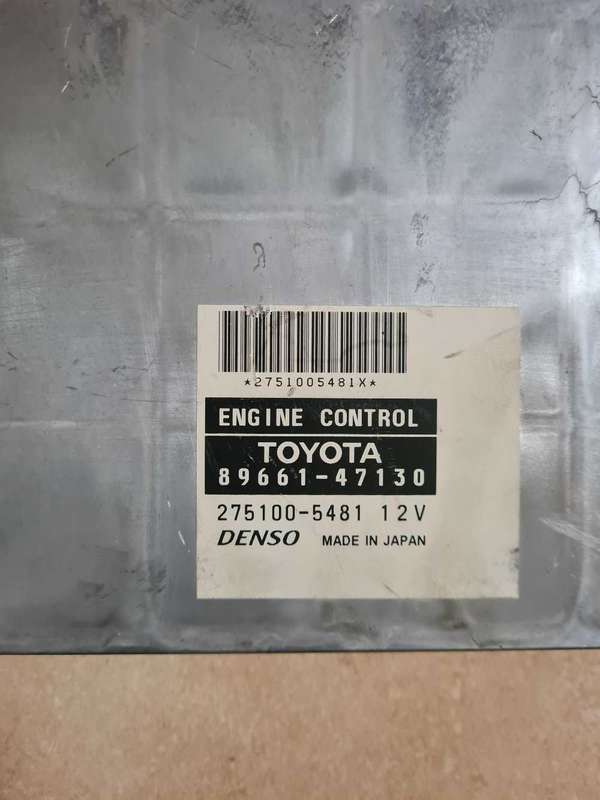 *2751005481X*
ENGINE CONTROL
TOYOTA
89661-47130
275100-5481 12V
DENSO MADE IN JAPAN